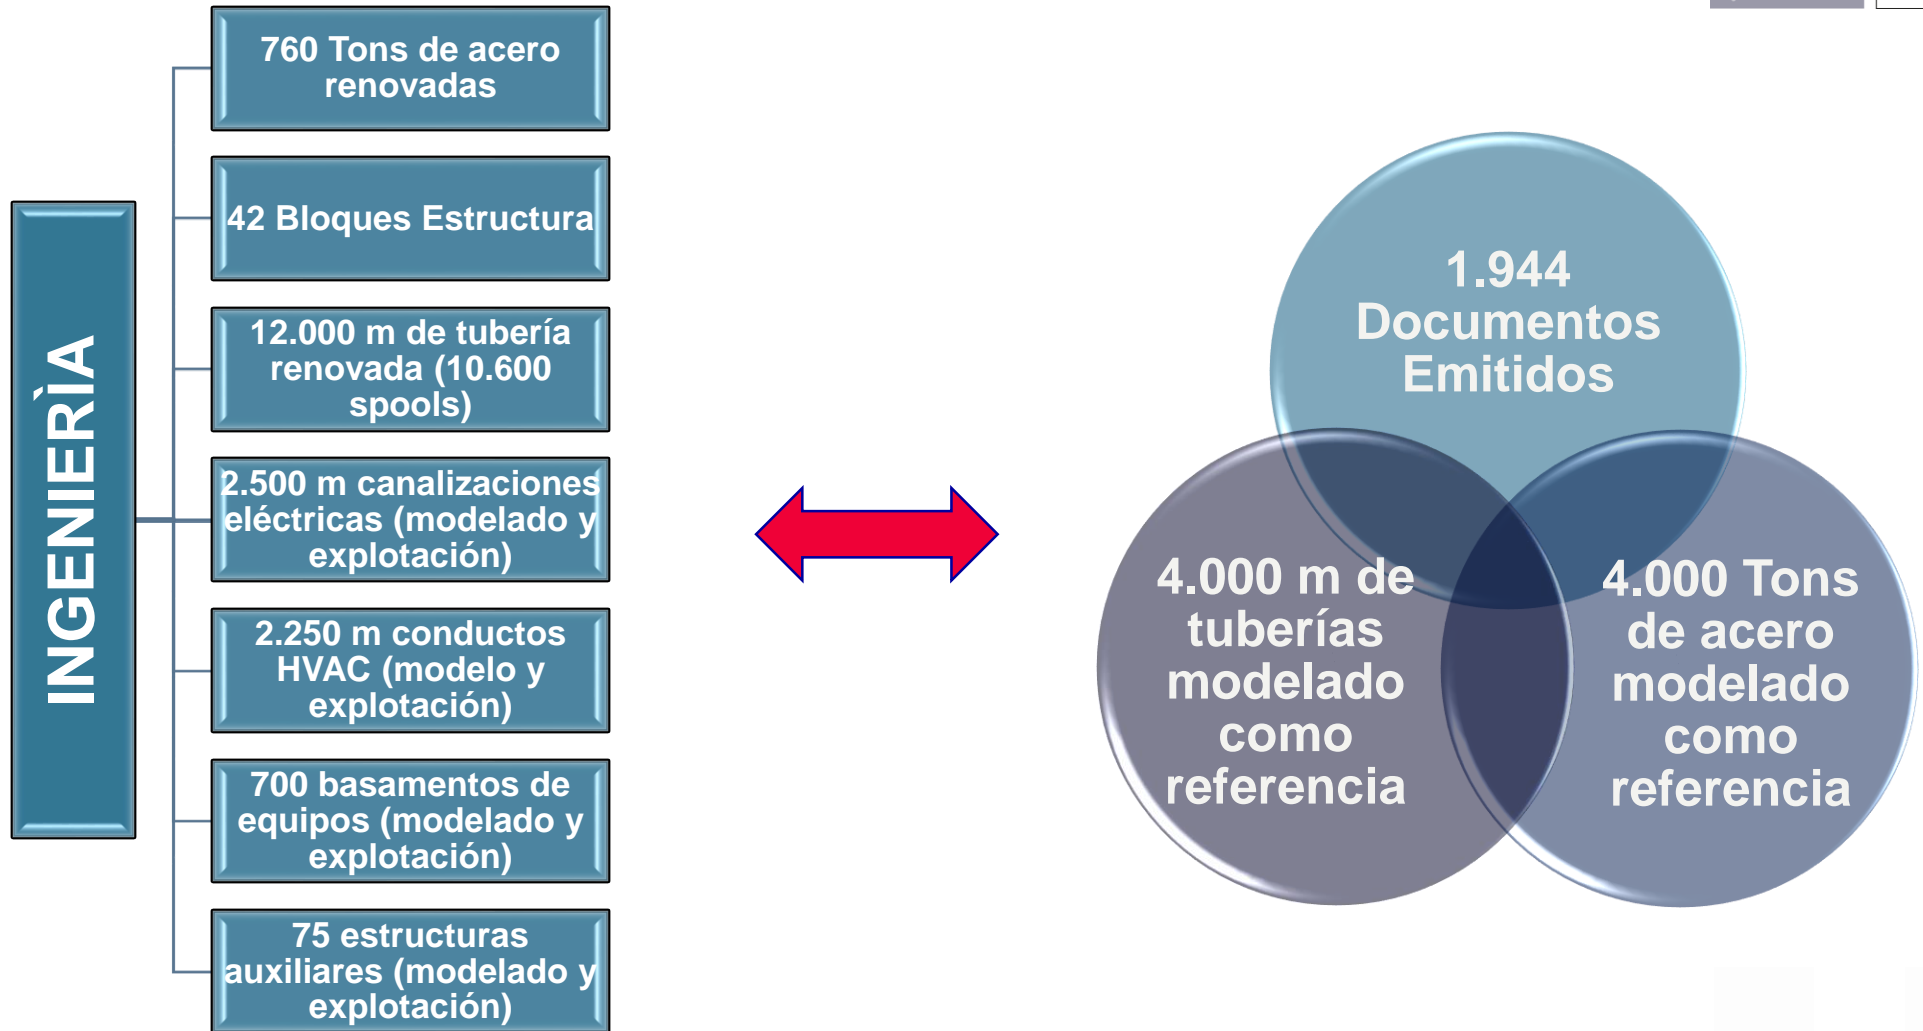 INGENIERÌA
760 Tons de acero
renovadas
42 Bloques Estructura
12.000 m de tubería
renovada (10.600
spools)
2.500 m canalizaciones
eléctricas (modelado y
explotación)
2.250 m conductos
HVAC (modelo y
explotación)
700 basamentos de
equipos (modelado y
explotación)
75 estructuras
auxiliares (modelado y
explotación)
1.944
Documentos
Emitidos
4.000 m de
tuberías
modelado
como
referencia
4.000 Tons
de acero
modelado
como
referencia